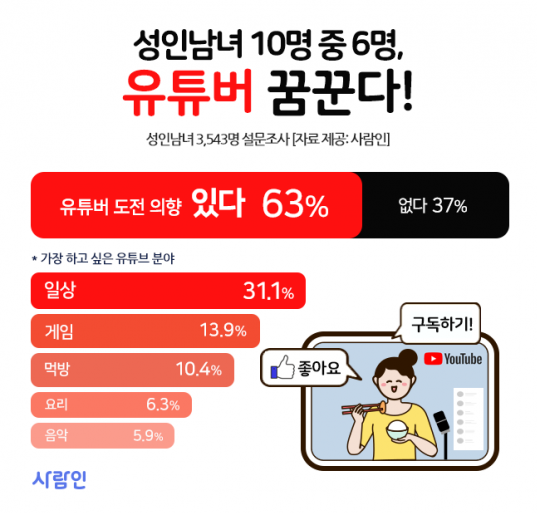 성인남녀 10명 중 6명,
유튜버 꿈꾼다!
성인남녀 3,543명 설문조사 [자료 제공: 사람인]
유튜버 도전 의향 있다 63%
없다 37%
* 가장 하고 싶은 유튜브 분야
일상 31.1%
게임 13.9%
먹방 10.4%
요리 6.3%
음악 5.9%
구독하기!
YouTube
좋아요
사람인